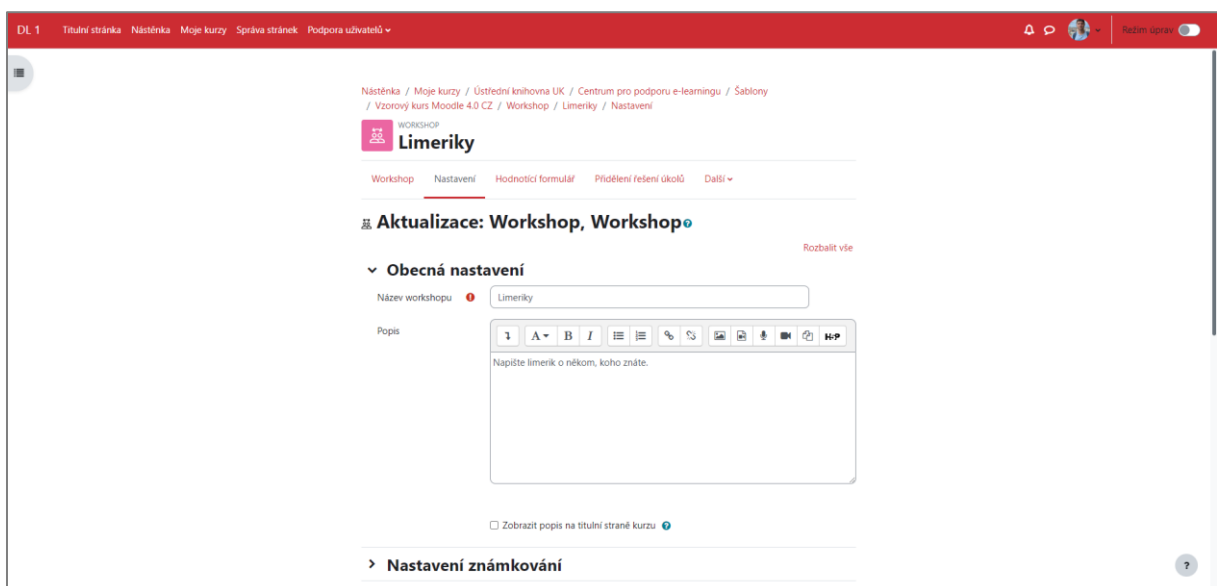 DL 1 Titulní stránka Nástěnka Moje kurzy Správa stránek Podpora uživatelů Režim úprav
Nástěnka / Moje kurzy / Ústřední knihovna UK / Centrum pro podporu e-learningu / Šablony
/ Vzorový kurs Moodle 4.0 CZ / Workshop / Limeriky / Nastavení
WORKSHOP
Limeriky
Workshop Nastavení Hodnotící formulář Přidělení řešení úkolů Další
Aktualizace: Workshop, Workshop
Rozbalit vše
Obecná nastavení
Název workshopu Limeriky
Popis
A B I H-P
Napište limerik o někom, koho znáte.
Zobrazit popis na titulní straně kurzu
Nastavení známkování
?